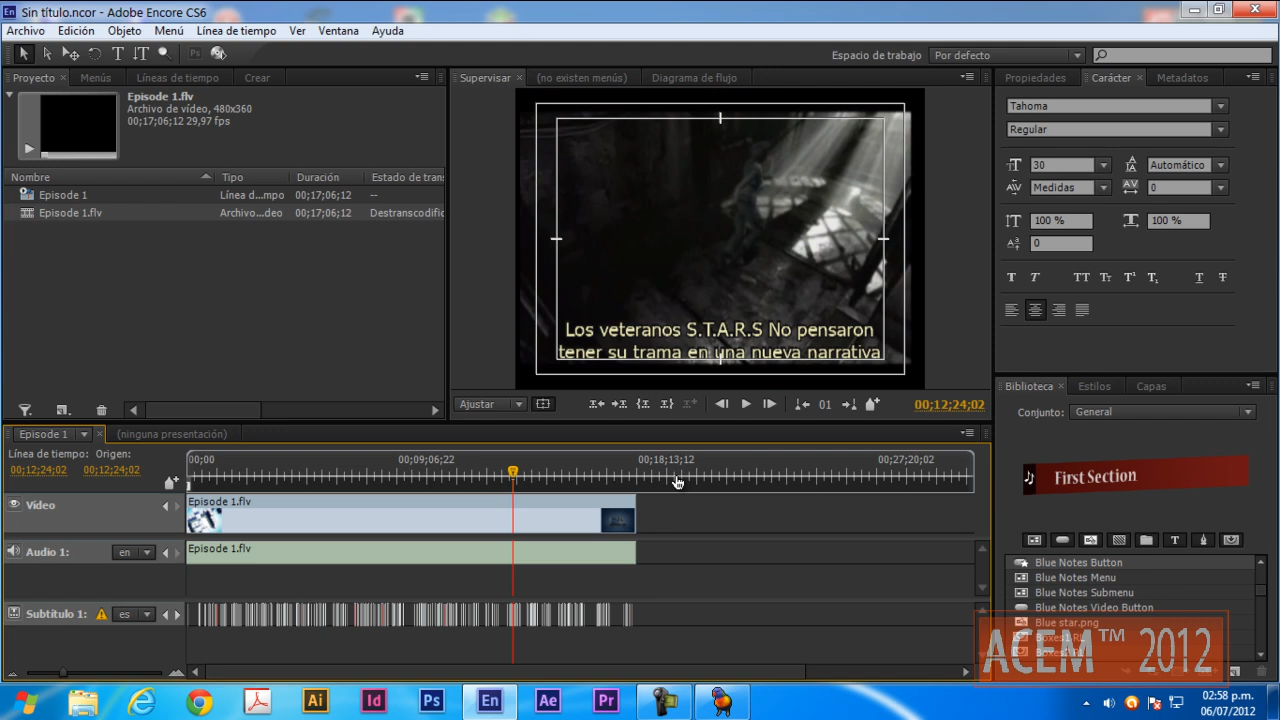 Sin título.ncor - Adobe Encore CS6
Archivo Edición Objeto Menú Línea de tiempo Ver Ventana Ayuda
Espacio de trabajo Por defecto
Proyecto Menús Líneas de tiempo Crear
Episode 1.flv
Archivo de vídeo, 480x360
00;17;06;12 29,97 fps
Nombre Tipo Duración Estado de trans
Episode 1 Línea d...mpo 00;17;06;12 --
Episode 1.flv Archivo...deo 00;17;06;12 Destranscodific
Supervisar (no existen menús) Diagrama de flujo
Los veteranos S.T.A.R.S No pensaron
tener su trama en una nueva narrativa
Ajustar 01 00;12;24;02
Propiedades Carácter Metadatos
Tahoma
Regular
30 Automático
Medidas 0
100 % 100 %
0
Biblioteca Estilos Capas
Conjunto: General
First Section
Blue Notes Button
Blue Notes Menu
Blue Notes Submenu
Blue Notes Video Button
Blue star.png
Episode 1 (ninguna presentación)
Línea de tiempo: Origen:
00;12;24;02 00;12;24;02
00;00 00;09;06;22 00;18;13;12 00;27;20;02
Vídeo Episode 1.flv
Audio 1: en Episode 1.flv
Subtítulo 1: es
ACEM™ 2012
Ai Id Ps En Ae Pr
02:58 p.m.
06/07/2012